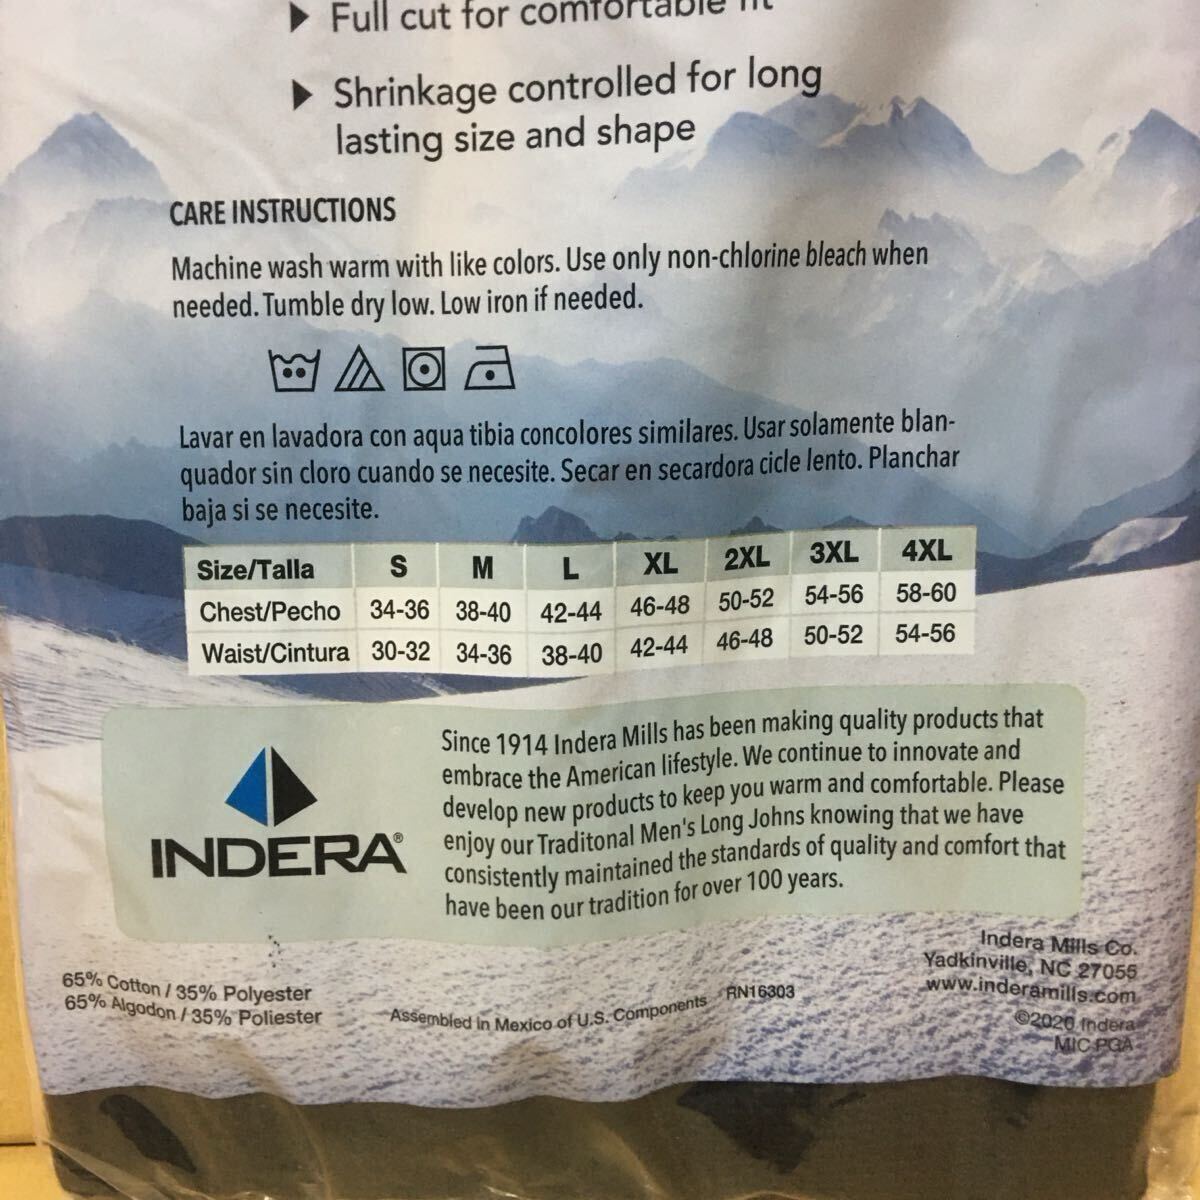 ▶ Full cut for comfortable fit
▶ Shrinkage controlled for long
lasting size and shape
CARE INSTRUCTIONS
Machine wash warm with like colors. Use only non-chlorine bleach when
needed. Tumble dry low. Low iron if needed.
Lavar en lavadora con aqua tibia concolores similares. Usar solamente blan-
quador sin cloro cuando se necesite. Secar en secardora cicle lento. Planchar
baja si se necesite.
Size/Talla S M L XL 2XL 3XL 4XL
Chest/Pecho 34-36 38-40 42-44 46-48 50-52 54-56 58-60
Waist/Cintura 30-32 34-36 38-40 42-44 46-48 50-52 54-56
INDERA®
Since 1914 Indera Mills has been making quality products that
embrace the American lifestyle. We continue to innovate and
develop new products to keep you warm and comfortable. Please
enjoy our Traditonal Men's Long Johns knowing that we have
consistently maintained the standards of quality and comfort that
have been our tradition for over 100 years.
65% Cotton / 35% Polyester
65% Algodon / 35% Poliester
Assembled in Mexico of U.S. Components RN16303
Indera Mills Co.
Yadkinville, NC 27055
www.inderamills.com
©2020 Indera
MIC PGA